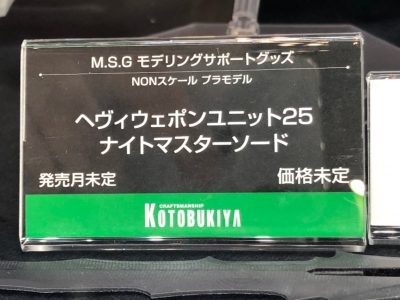 M.S.G モデリングサポートグッズ
NONスケール プラモデル
ヘヴィウェポンユニット25
ナイトマスターソード
発売月未定 価格未定
CRAFTSMANSHIP
KOTOBUKIYA